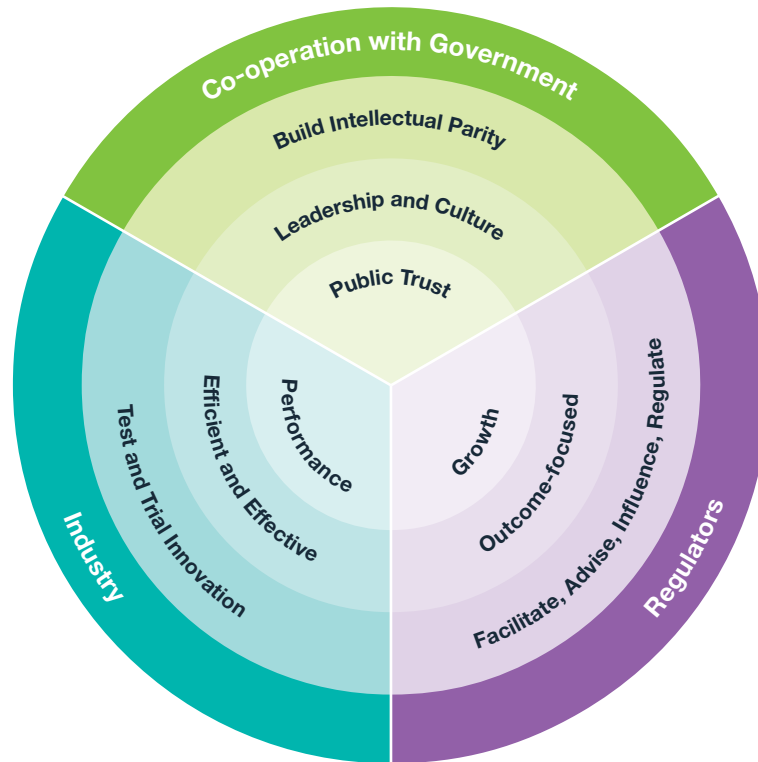 Co-operation with Government
Build Intellectual Parity
Leadership and Culture
Public Trust
Industry
Test and Trial Innovation
Efficient and Effective
Performance
Growth
Outcome-focused
Facilitate, Advise, Influence, Regulate
Regulators